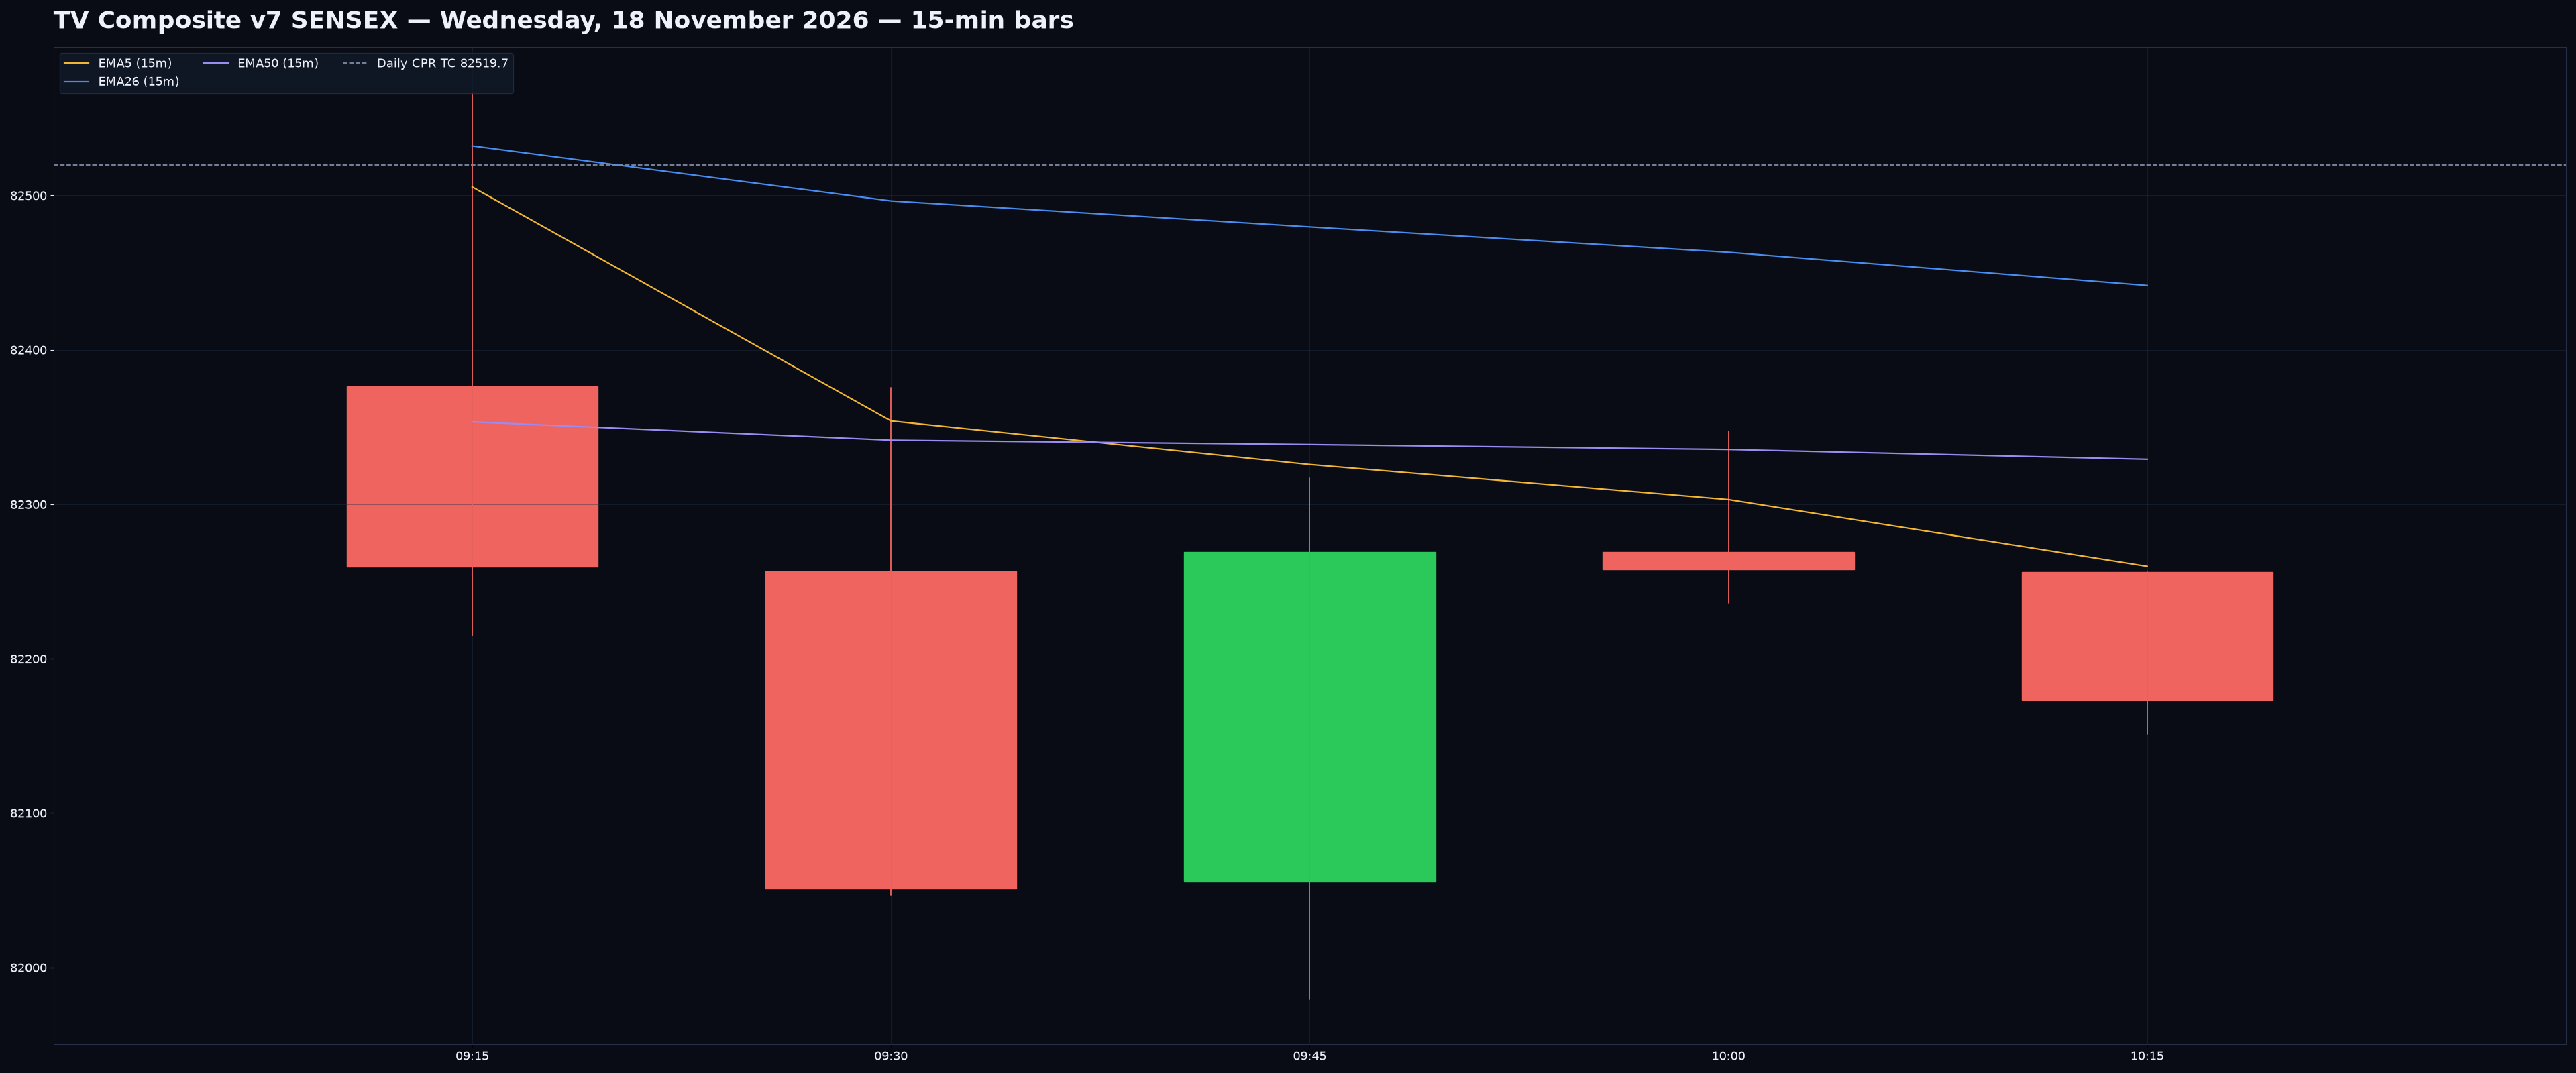 TV Composite v7 SENSEX — Wednesday, 18 November 2026 — 15-min bars
EMA5 (15m) EMA50 (15m) Daily CPR TC 82519.7
EMA26 (15m)
82500
82400
82300
82200
82100
82000
09:15 09:30 09:45 10:00 10:15